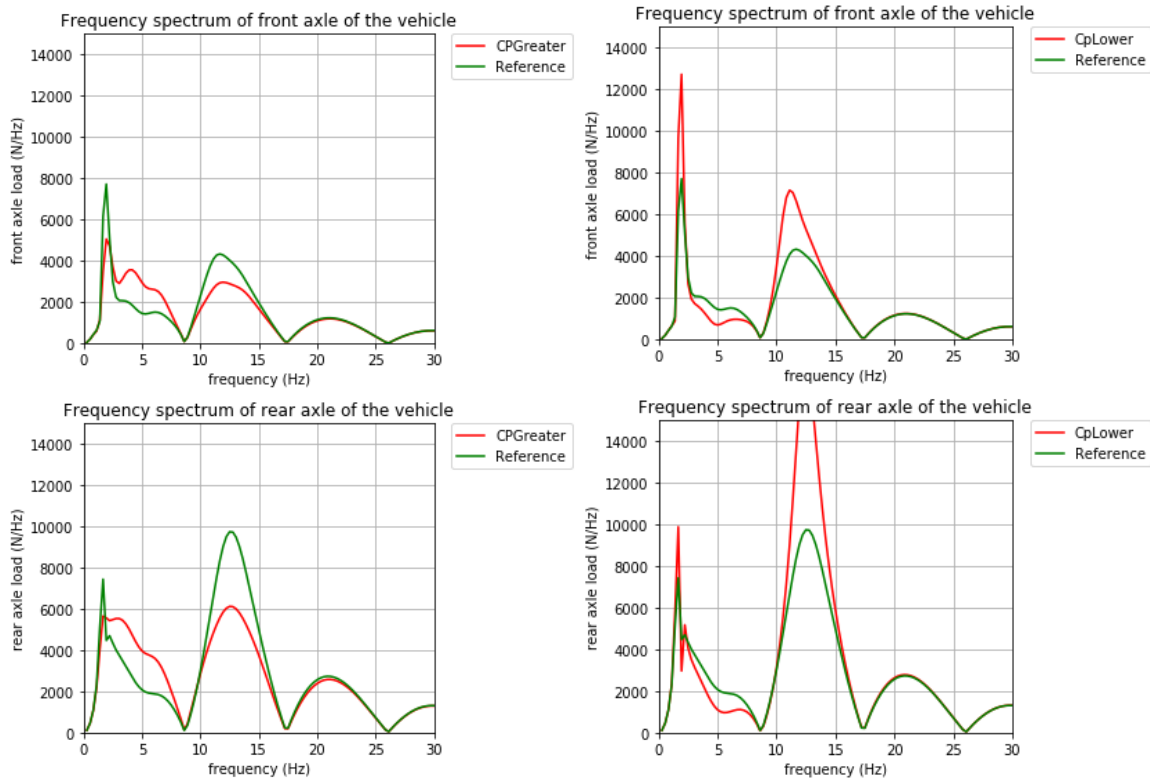 Frequency spectrum of front axle of the vehicle
14000
12000
10000
8000
6000
4000
2000
0
front axle load (N/Hz)
0 5 10 15 20 25 30
frequency (Hz)
CPGreater
Reference
Frequency spectrum of front axle of the vehicle
14000
12000
10000
8000
6000
4000
2000
0
front axle load (N/Hz)
0 5 10 15 20 25 30
frequency (Hz)
CpLower
Reference
Frequency spectrum of rear axle of the vehicle
14000
12000
10000
8000
6000
4000
2000
0
rear axle load (N/Hz)
0 5 10 15 20 25 30
frequency (Hz)
CPGreater
Reference
Frequency spectrum of rear axle of the vehicle
14000
12000
10000
8000
6000
4000
2000
0
rear axle load (N/Hz)
0 5 10 15 20 25 30
frequency (Hz)
CpLower
Reference